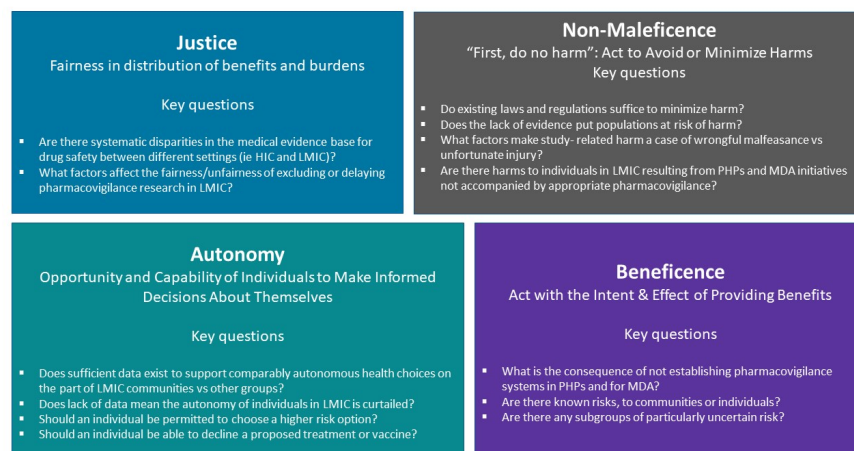 Justice
Fairness in distribution of benefits and burdens
Key questions
▪ Are there systematic disparities in the medical evidence base for
drug safety between different settings (ie HIC and LMIC)?
▪ What factors affect the fairness/unfairness of excluding or delaying
pharmacovigilance research in LMIC?
Non-Maleficence
“First, do no harm”: Act to Avoid or Minimize Harms
Key questions
▪ Do existing laws and regulations suffice to minimize harm?
▪ Does the lack of evidence put populations at risk of harm?
▪ What factors make study- related harm a case of wrongful malfeasance vs
unfortunate injury?
▪ Are there harms to individuals in LMIC resulting from PHPs and MDA initiatives
not accompanied by appropriate pharmacovigilance?
Autonomy
Opportunity and Capability of Individuals to Make Informed
Decisions About Themselves
Key questions
▪ Does sufficient data exist to support comparably autonomous health choices on
the part of LMIC communities vs other groups?
▪ Does lack of data mean the autonomy of individuals in LMIC is curtailed?
▪ Should an individual be permitted to choose a higher risk option?
▪ Should an individual be able to decline a proposed treatment or vaccine?
Beneficence
Act with the Intent & Effect of Providing Benefits
Key questions
▪ What is the consequence of not establishing pharmacovigilance
systems in PHPs and for MDA?
▪ Are there known risks, to communities or individuals?
▪ Are there any subgroups of particularly uncertain risk?